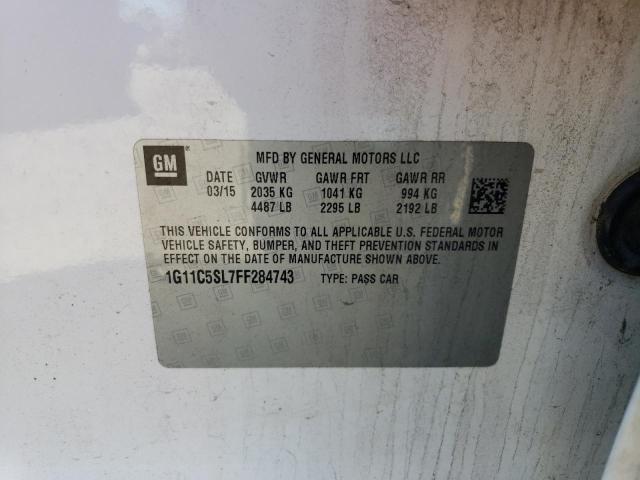 GM MFD BY GENERAL MOTORS LLC
DATE GVWR GAWR FRT GAWR RR
03/15 2035 KG 1041 KG 994 KG
4487 LB 2295 LB 2192 LB
THIS VEHICLE CONFORMS TO ALL APPLICABLE U.S. FEDERAL MOTOR
VEHICLE SAFETY, BUMPER, AND THEFT PREVENTION STANDARDS IN
EFFECT ON THE DATE OF MANUFACTURE SHOWN ABOVE.
1G11C5SL7FF284743 TYPE: PASS CAR